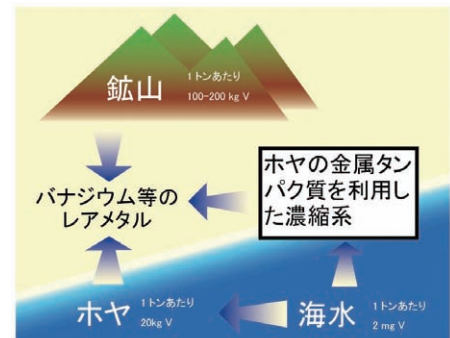 鉱山
1トンあたり
100-200 kg V
バナジウム等の
レアメタル
ホヤの金属タン
パク質を利用し
た濃縮系
ホヤ
1トンあたり
20kg V
海水
1トンあたり
2 mg V